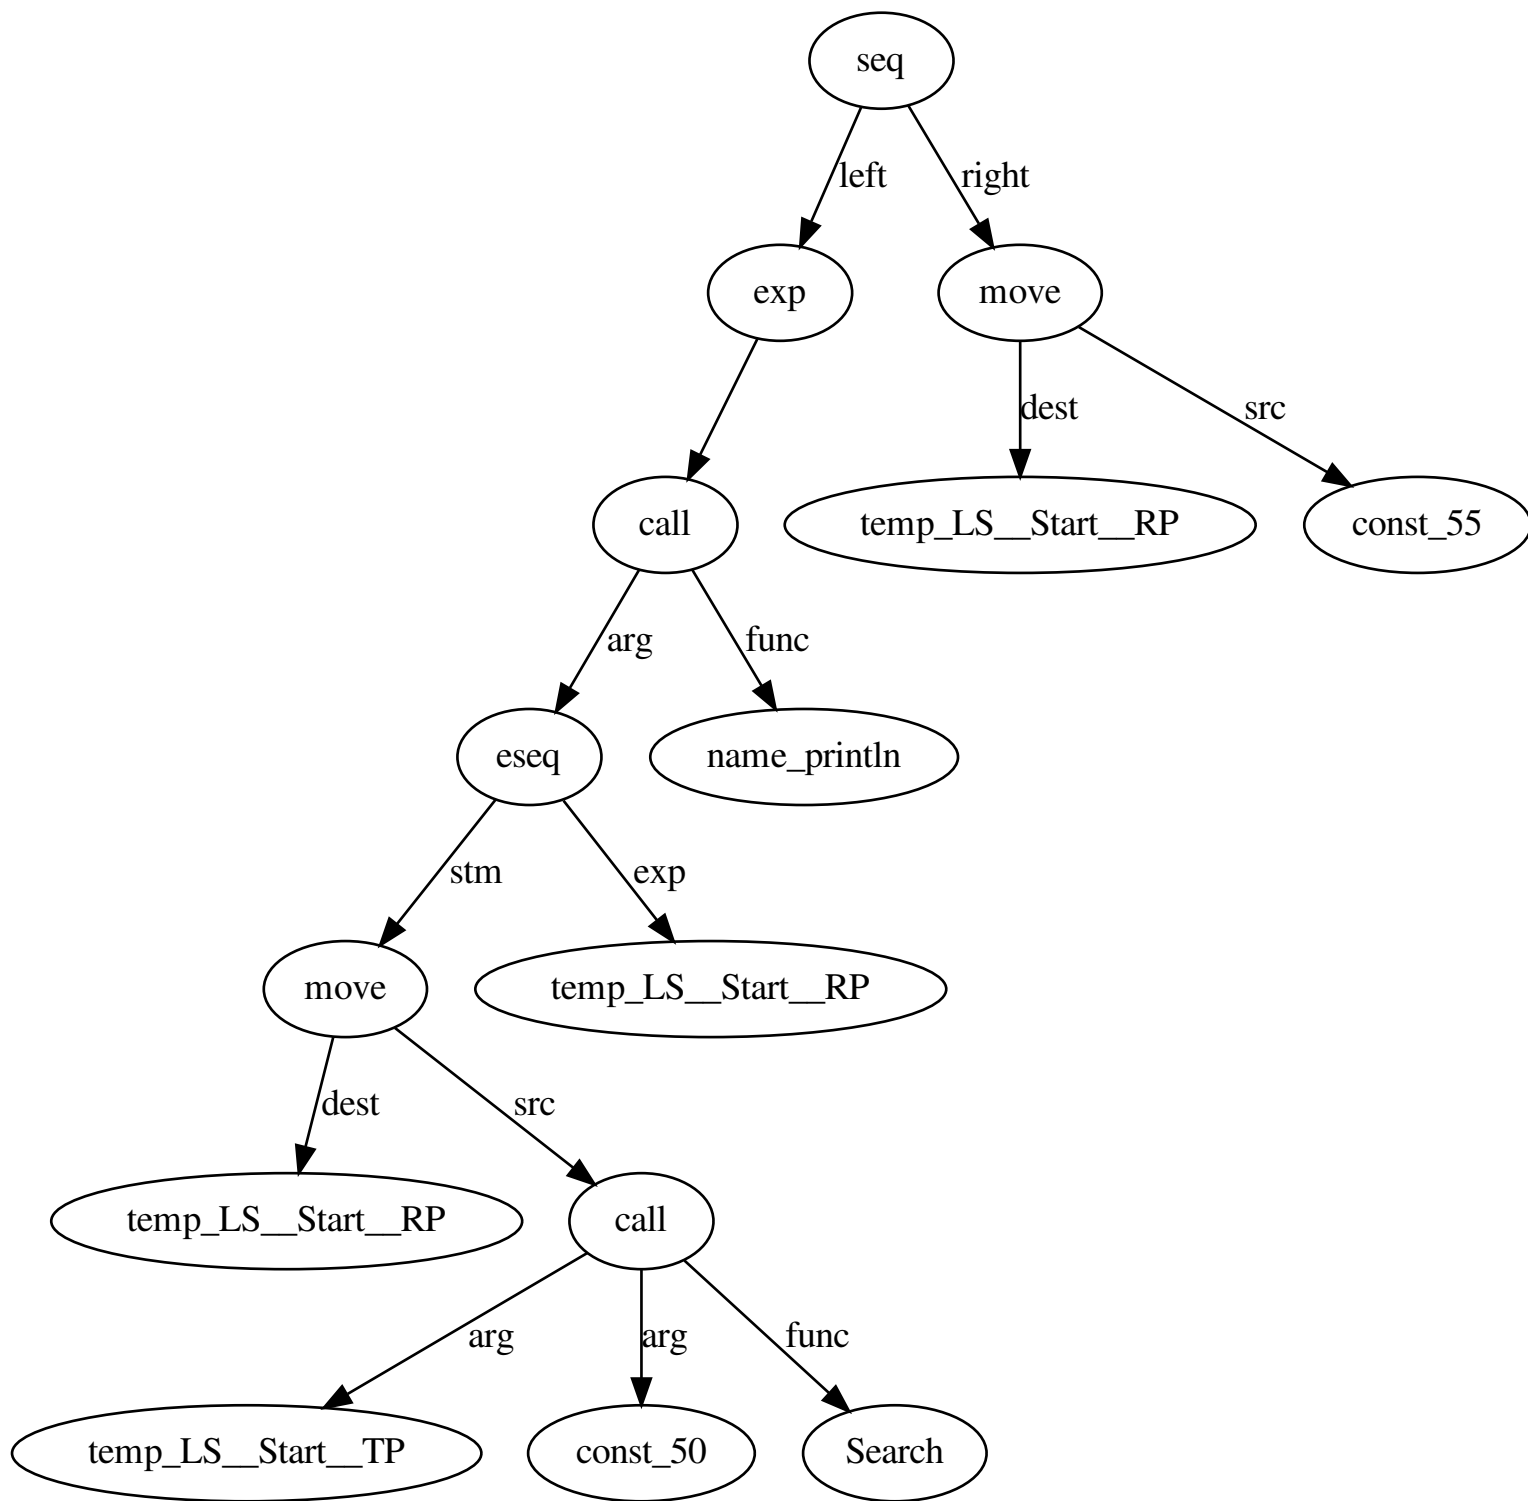 seq
left
right
exp
move
dest
src
call
temp_LS__Start__RP
const_55
arg
func
eseq
name_println
stm
exp
move
temp_LS__Start__RP
dest
src
temp_LS__Start__RP
call
arg
arg
func
temp_LS__Start__TP
const_50
Search